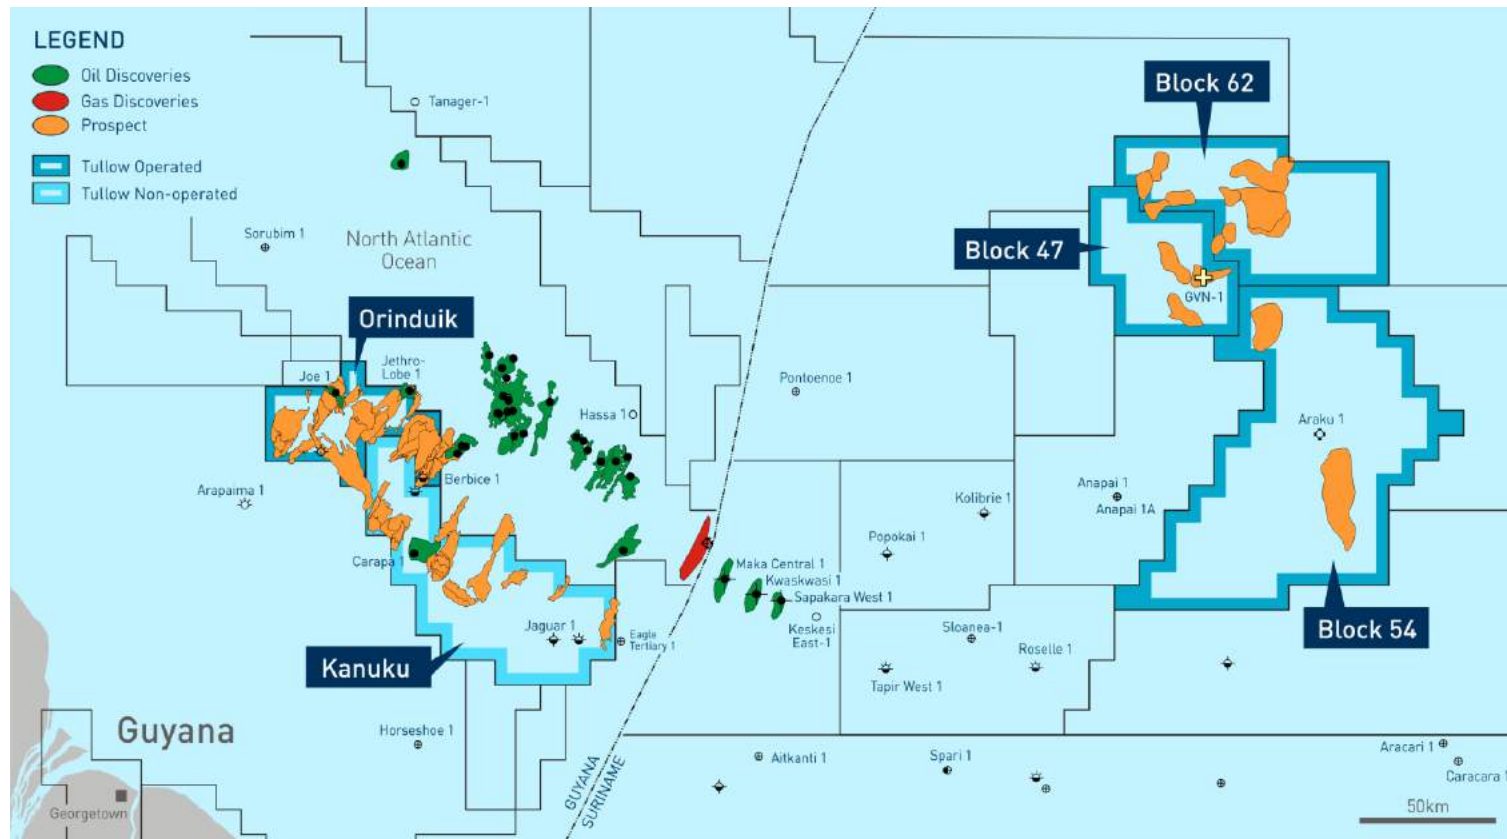 LEGEND
Oil Discoveries
Gas Discoveries
Prospect
Tullow Operated
Tullow Non-operated
Tanager-1
Block 62
Sorubim 1
North Atlantic
Ocean
Block 47
GVN-1
Orinduik
Joe 1
Jethro-
Lobe 1
Pontoenoe 1
Hassa 1
Araku 1
Berbice 1
Arapaima 1
Kolibrie 1
Anapai 1
Anapai 1A
Popokai 1
Carapa 1
Maka Central 1
Kwaskwasi 1
Sapakara West 1
Keskesi
East-1
Jaguar 1
Eagle
Tertiary 1
Sloanea-1
Roselle 1
Block 54
Kanuku
Tapir West 1
Guyana
Horseshoe 1
GUYANA
SURINAME
Aitkanti 1
Spari 1
Aracari 1
Caracara 1
Georgetown
50km